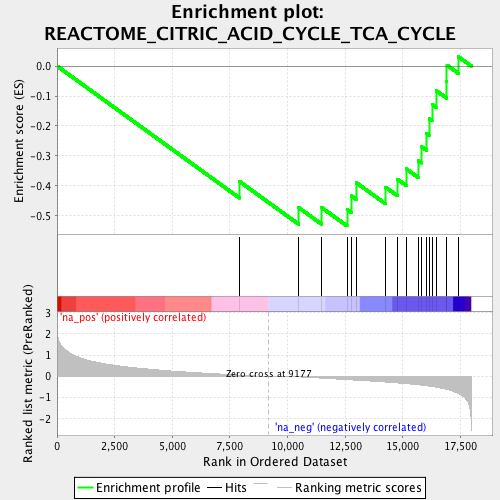 Enrichment plot:
REACTOME_CITRIC_ACID_CYCLE_TCA_CYCLE
Enrichment score (ES)
0.0
-0.1
-0.2
-0.3
-0.4
-0.5
'na_pos' (positively correlated)
Ranked list metric (PreRanked)
3
2
1
0
-1
-2
Zero cross at 9177
'na_neg' (negatively correlated)
0
2,500
5,000
7,500
10,000
12,500
15,000
17,500
Rank in Ordered Dataset
Enrichment profile
Hits
Ranking metric scores